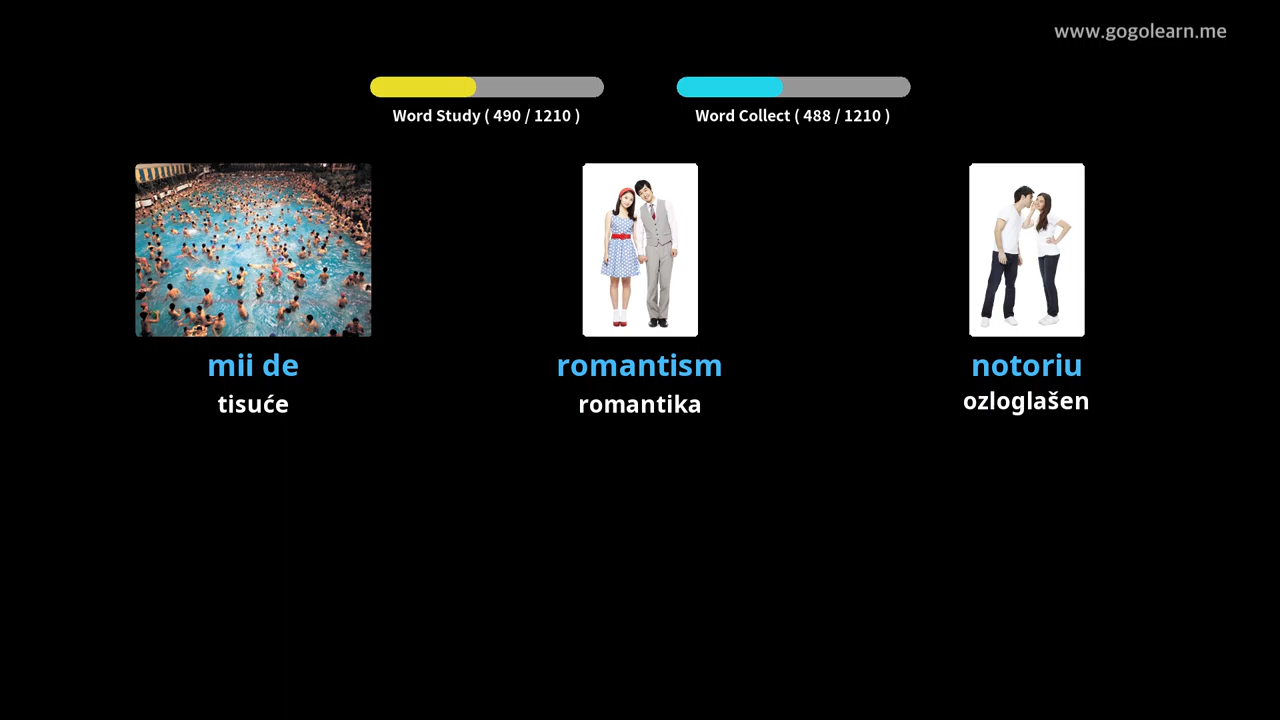 www.gogolearn.me
Word Study ( 490 / 1210 )
Word Collect ( 488 / 1210 )
mii de
tisuće
romantism
romantika
notoriu
ozloglašen